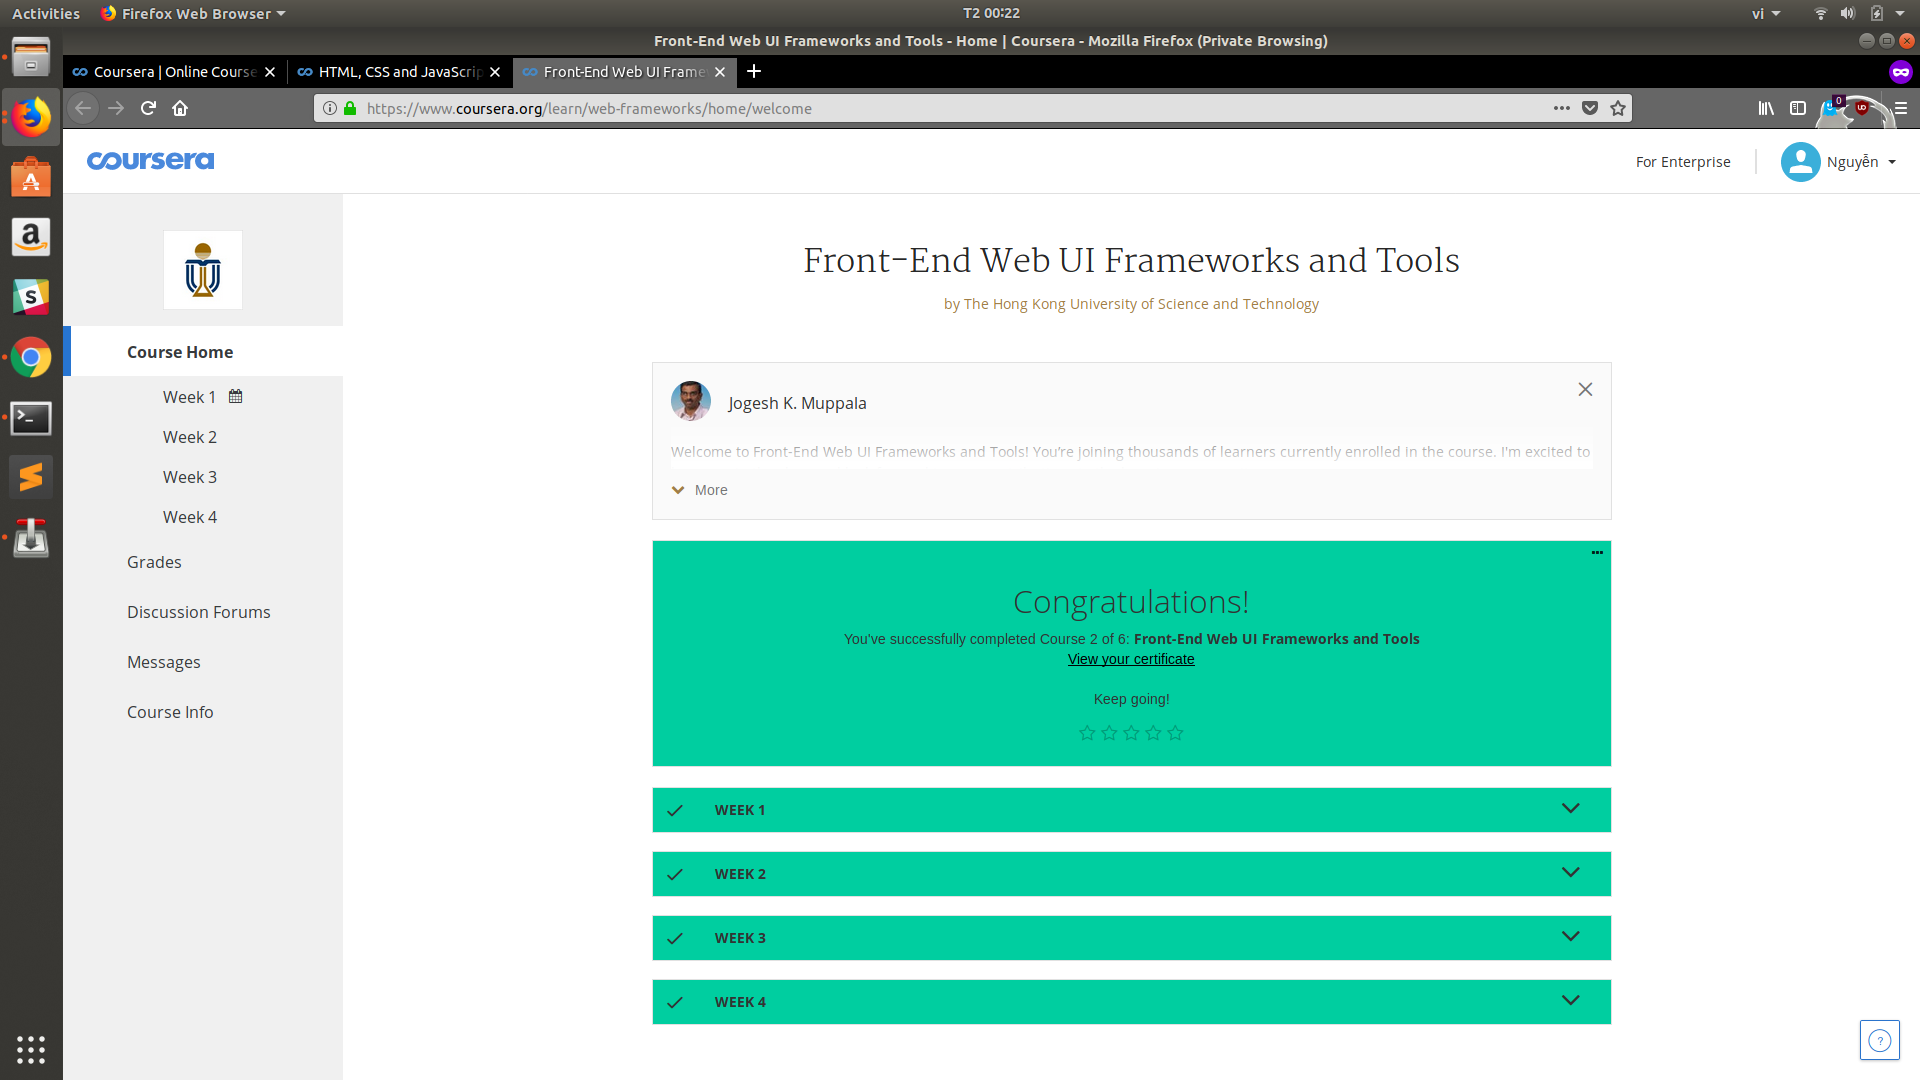 Activities Firefox Web Browser T2 00:22 vi
Front-End Web UI Frameworks and Tools - Home | Coursera - Mozilla Firefox (Private Browsing)
Coursera | Online Course HTML, CSS and JavaScrip Front-End Web UI Frame
https://www.coursera.org/learn/web-frameworks/home/welcome 0
coursera For Enterprise Nguyễn
Front-End Web UI Frameworks and Tools
by The Hong Kong University of Science and Technology
Course Home
Week 1
Week 2
Week 3
Week 4
Grades
Discussion Forums
Messages
Course Info
Jogesh K. Muppala
Welcome to Front-End Web UI Frameworks and Tools! You're joining thousands of learners currently enrolled in the course. I'm excited to
More
Congratulations!
You've successfully completed Course 2 of 6: Front-End Web UI Frameworks and Tools
View your certificate
Keep going!
WEEK 1
WEEK 2
WEEK 3
WEEK 4
?